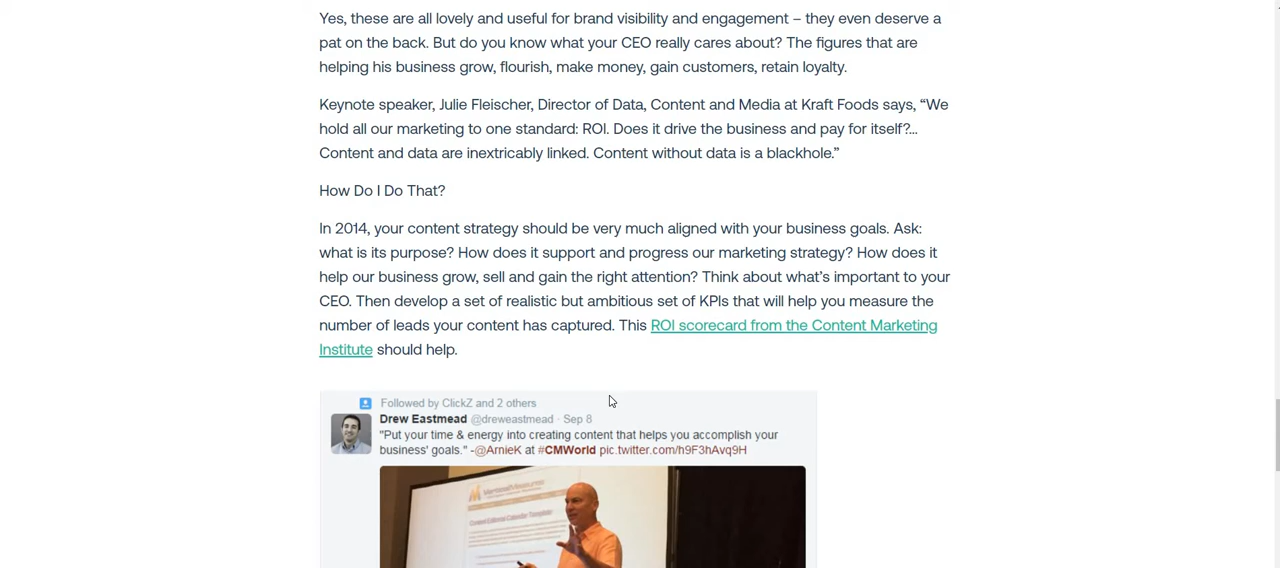 Yes, these are all lovely and useful for brand visibility and engagement – they even deserve a
pat on the back. But do you know what your CEO really cares about? The figures that are
helping his business grow, flourish, make money, gain customers, retain loyalty.
Keynote speaker, Julie Fleischer, Director of Data, Content and Media at Kraft Foods says, “We
hold all our marketing to one standard: ROI. Does it drive the business and pay for itself?...
Content and data are inextricably linked. Content without data is a blackhole.”
How Do I Do That?
In 2014, your content strategy should be very much aligned with your business goals. Ask:
what is its purpose? How does it support and progress our marketing strategy? How does it
help our business grow, sell and gain the right attention? Think about what’s important to your
CEO. Then develop a set of realistic but ambitious set of KPIs that will help you measure the
number of leads your content has captured. This ROI scorecard from the Content Marketing
Institute should help.
Followed by ClickZ and 2 others
Drew Eastmead @dreweastmead · Sep 8
"Put your time & energy into creating content that helps you accomplish your
business' goals." -@ArnieK at #CMWorld pic.twitter.com/h9F3hAvq9H
Content Editorial Calendar Template